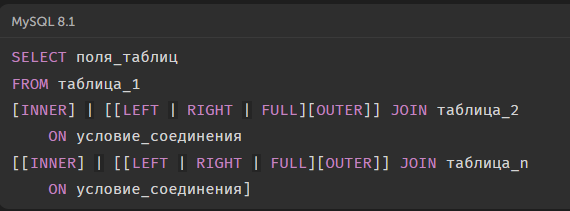 MySQL 8.1
SELECT поля_таблиц
FROM таблица_1
[INNER] | [[LEFT | RIGHT | FULL][OUTER]] JOIN таблица_2
    ON условие_соединения
[[INNER] | [[LEFT | RIGHT | FULL][OUTER]] JOIN таблица_n
    ON условие_соединения]